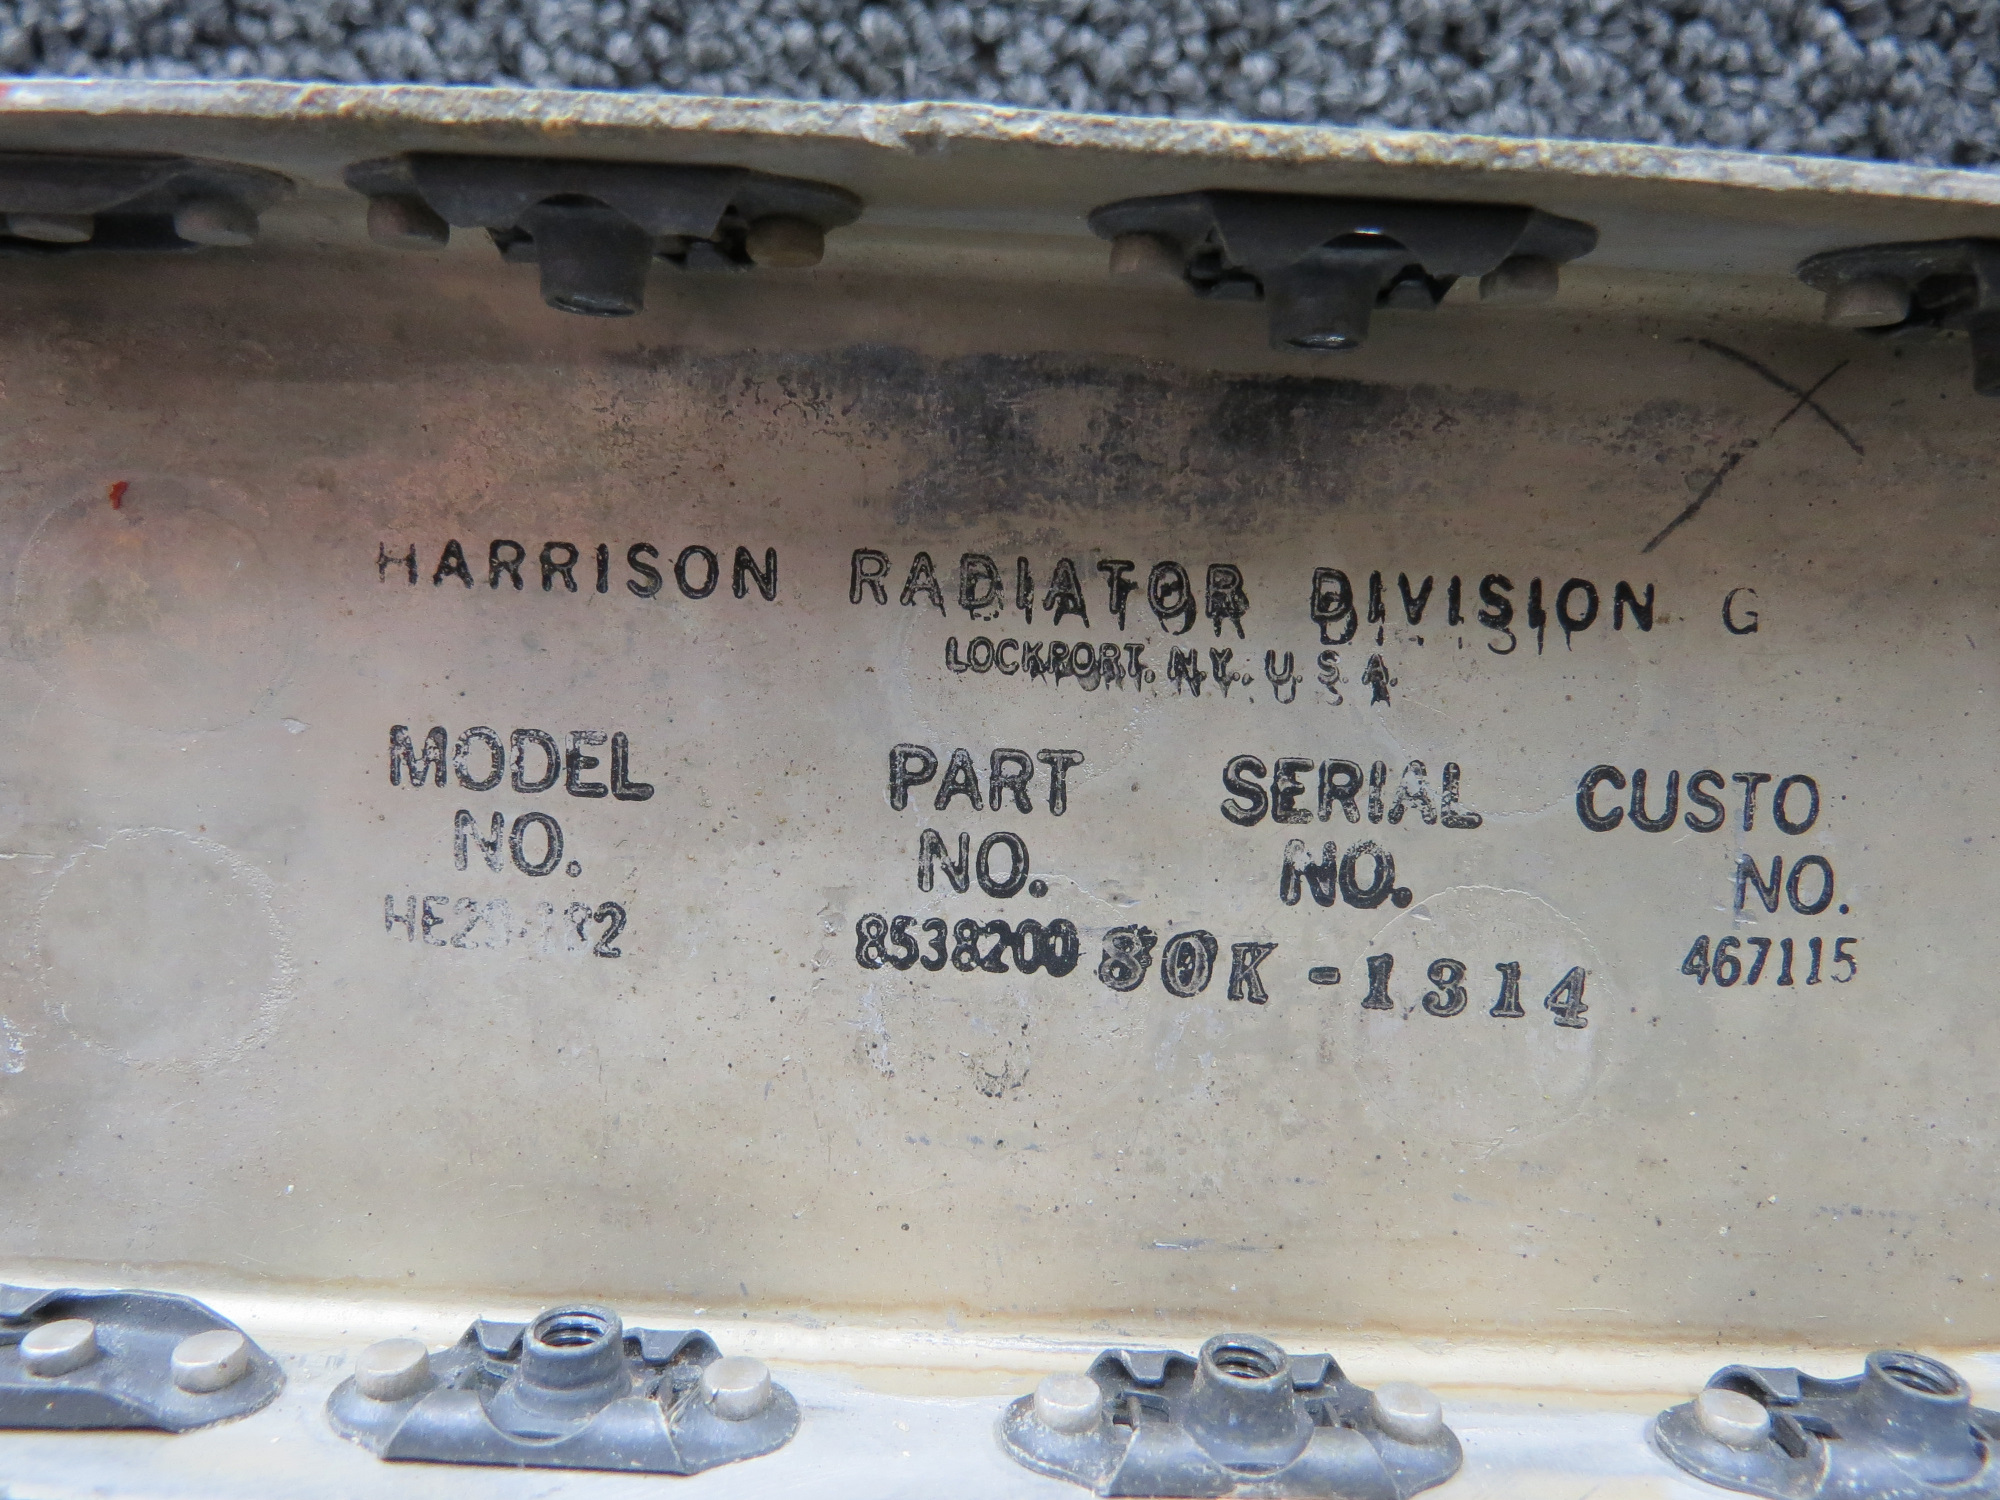 HARRISON RADIATOR DIVISION G
LOCKPORT, N.Y., U.S.A.
MODEL PART SERIAL CUSTO
NO. NO. NO. NO.
8538200 80K-1314 467115